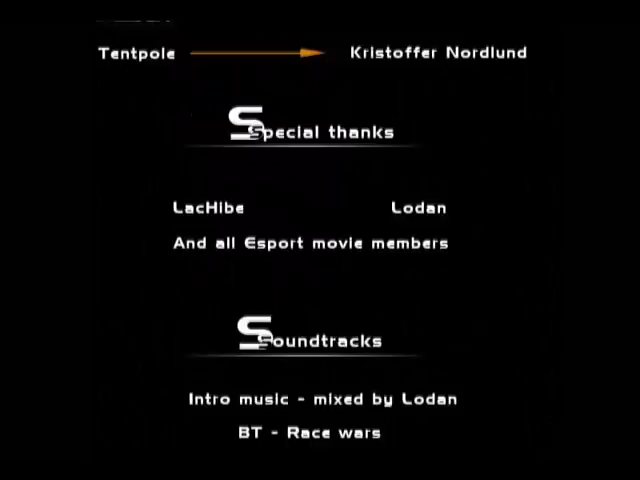 Tentpole Kristoffer Nordlund
Special thanks
LacHibe Lodan
And all Esport movie members
Soundtracks
Intro music - mixed by Lodan
BT - Race wars